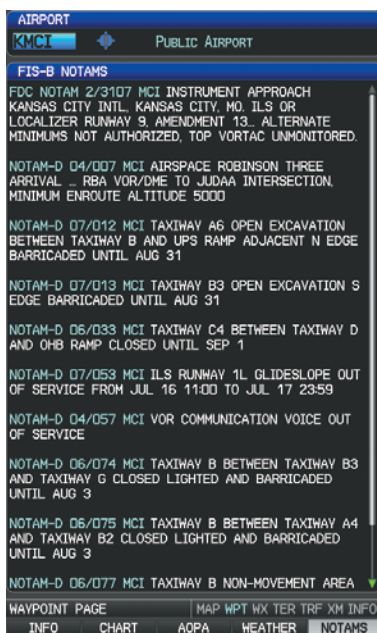 AIRPORT
KMCI PUBLIC AIRPORT
FIS-B NOTAMS
FDC NOTAM 2/3107 MCI INSTRUMENT APPROACH
KANSAS CITY INTL, KANSAS CITY, MO. ILS OR
LOCALIZER RUNWAY 9, AMENDMENT 13... ALTERNATE
MINIMUMS NOT AUTHORIZED, TOP VORTAC UNMONITORED.
NOTAM-D 04/007 MCI AIRSPACE ROBINSON THREE
ARRIVAL ... RBA VOR/DME TO JUDAA INTERSECTION,
MINIMUM ENROUTE ALTITUDE 5000
NOTAM-D 07/012 MCI TAXIWAY A6 OPEN EXCAVATION
BETWEEN TAXIWAY B AND UPS RAMP ADJACENT N EDGE
BARRICADED UNTIL AUG 31
NOTAM-D 07/013 MCI TAXIWAY B3 OPEN EXCAVATION S
EDGE BARRICADED UNTIL AUG 31
NOTAM-D 06/033 MCI TAXIWAY C4 BETWEEN TAXIWAY D
AND OHB RAMP CLOSED UNTIL SEP 1
NOTAM-D 07/053 MCI ILS RUNWAY 1L GLIDESLOPE OUT
OF SERVICE FROM JUL 16 11:00 TO JUL 17 23:59
NOTAM-D 04/057 MCI VOR COMMUNICATION VOICE OUT
OF SERVICE
NOTAM-D 06/074 MCI TAXIWAY B BETWEEN TAXIWAY B3
AND TAXIWAY G CLOSED LIGHTED AND BARRICADED
UNTIL AUG 3
NOTAM-D 06/075 MCI TAXIWAY B BETWEEN TAXIWAY A4
AND TAXIWAY B2 CLOSED LIGHTED AND BARRICADED
UNTIL AUG 3
NOTAM-D 06/077 MCI TAXIWAY B NON-MOVEMENT AREA
WAYPOINT PAGE MAP WPT WX TER TRF XM INFO
INFO CHART AOPA WEATHER NOTAMS